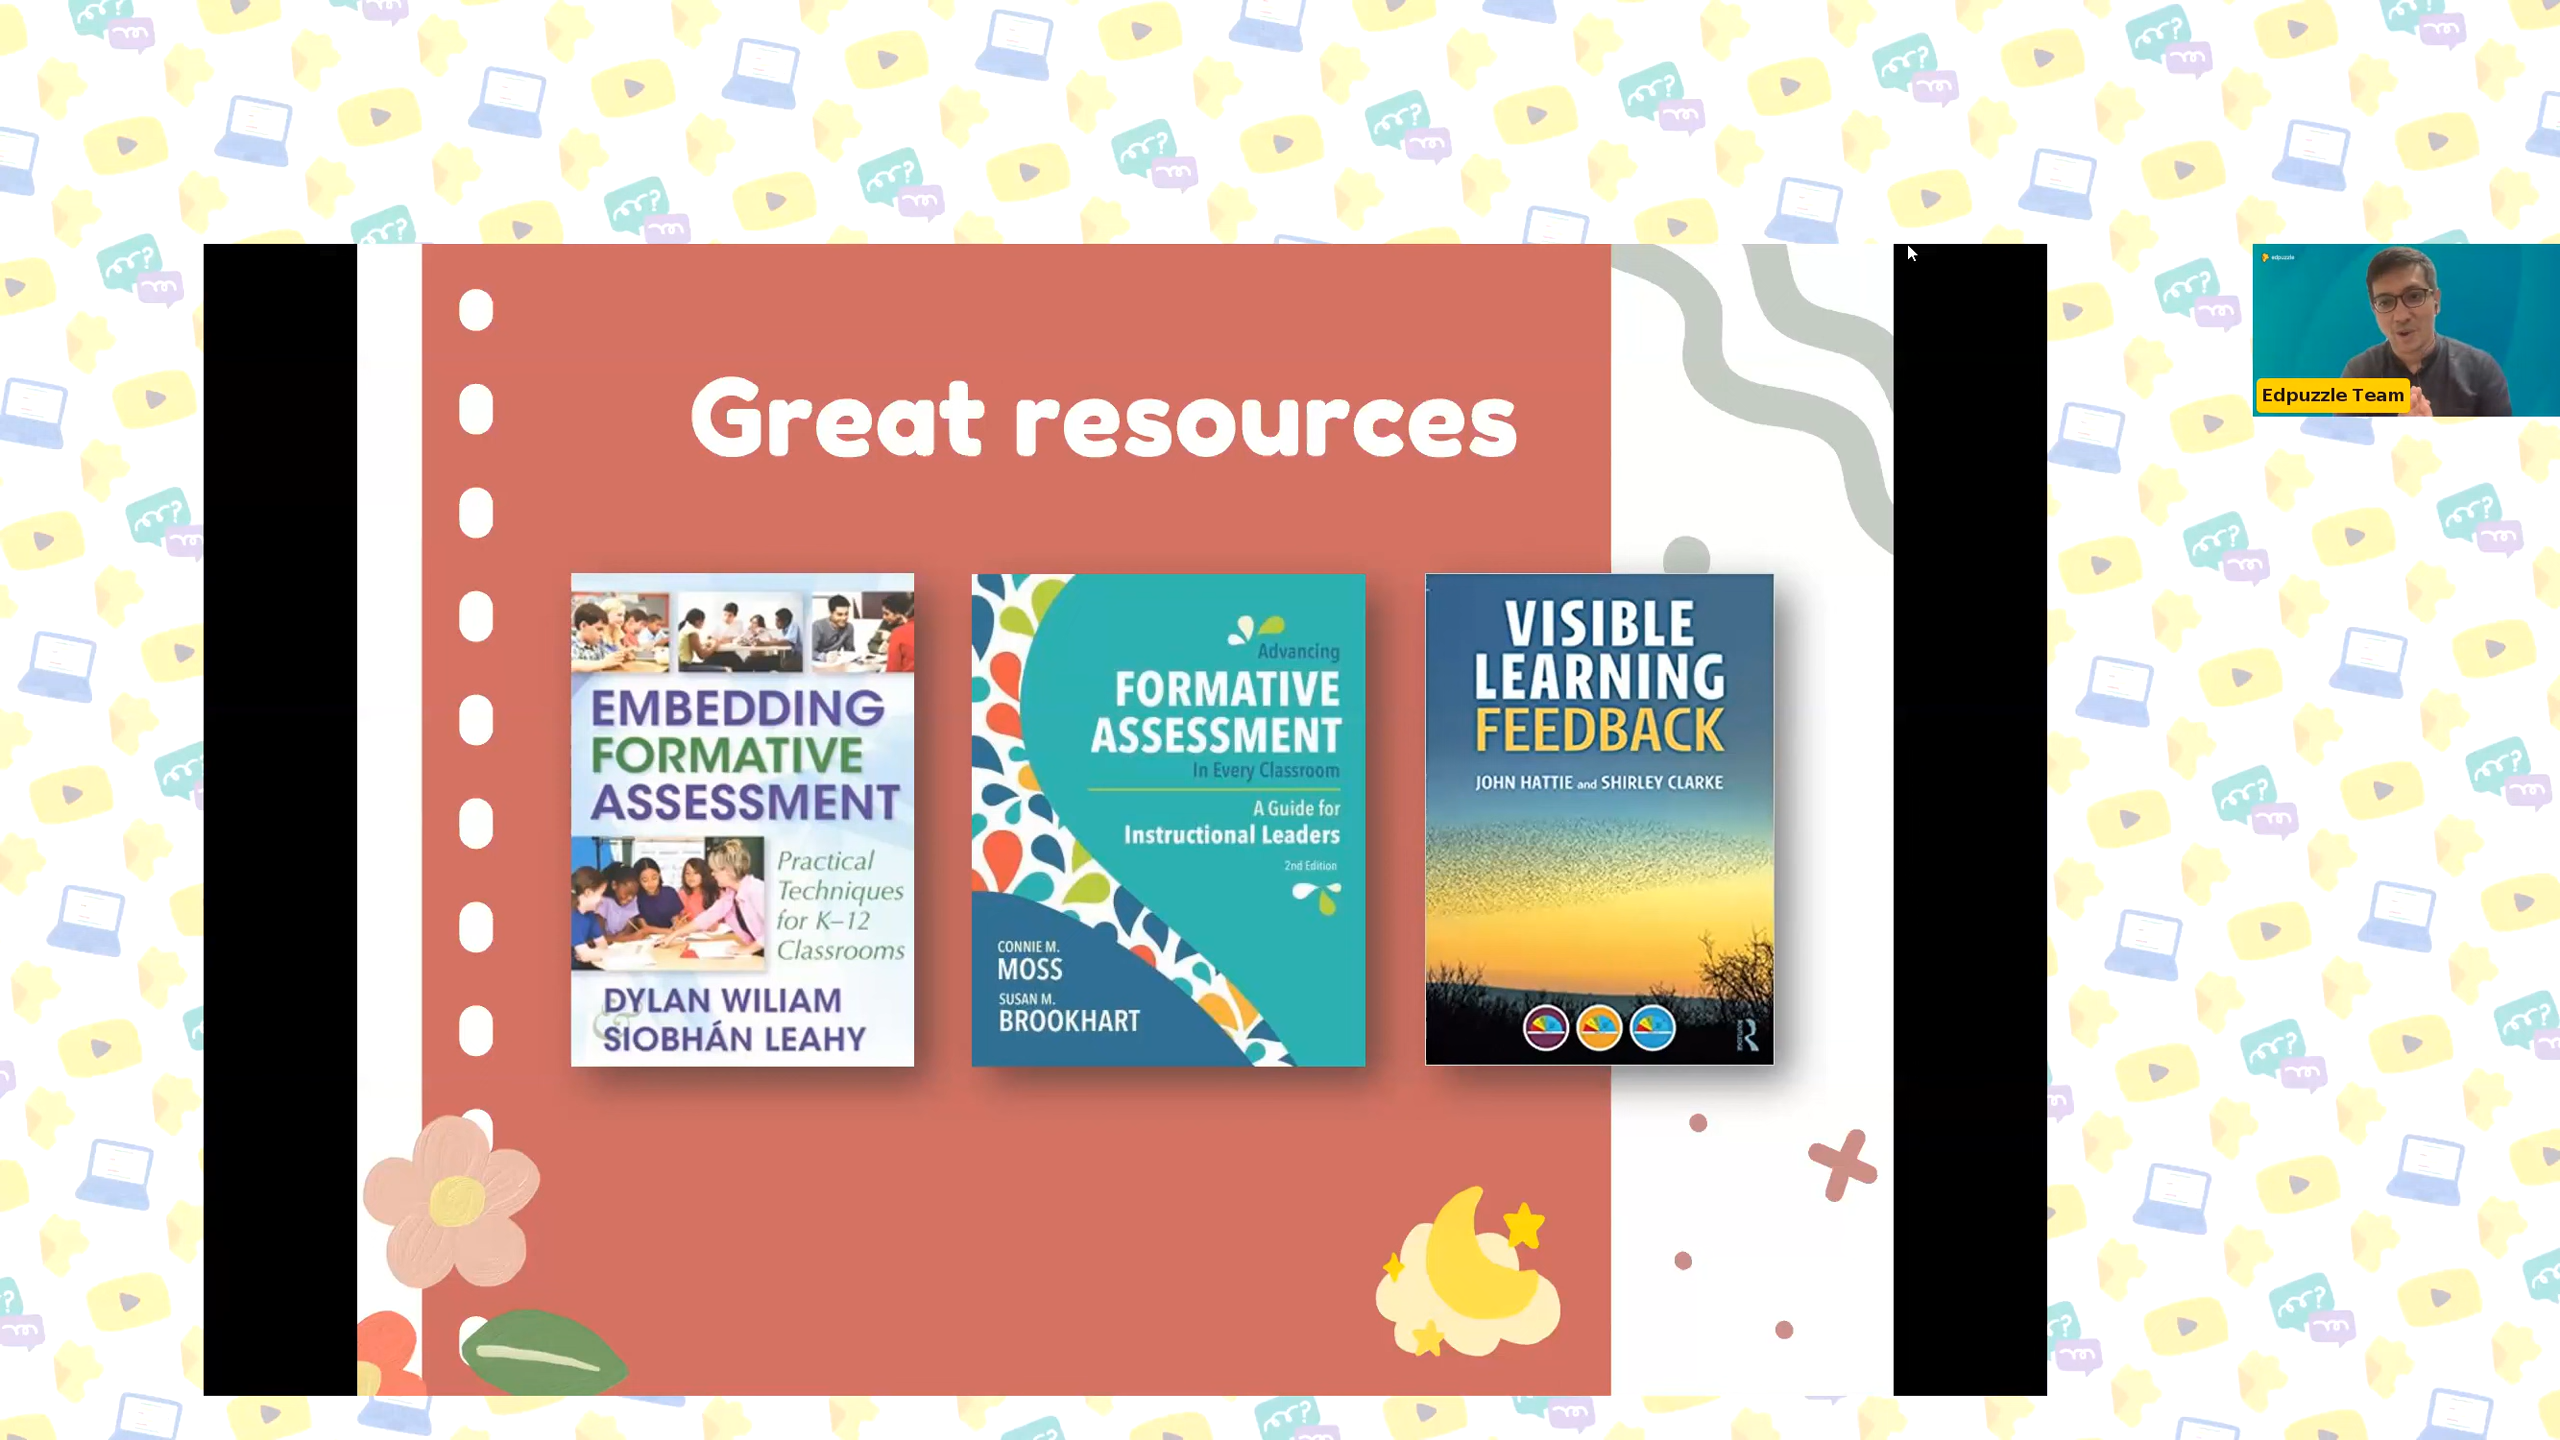 Great resources
EMBEDDING
FORMATIVE
ASSESSMENT
Practical
Techniques
for K–12
Classrooms
DYLAN WILIAM
&
SIOBHÁN LEAHY
Advancing
FORMATIVE
ASSESSMENT
In Every Classroom
A Guide for
Instructional Leaders
2nd Edition
CONNIE M.
MOSS
SUSAN M.
BROOKHART
VISIBLE
LEARNING
FEEDBACK
JOHN HATTIE and SHIRLEY CLARKE
ROUTLEDGE
edpuzzle
Edpuzzle Team